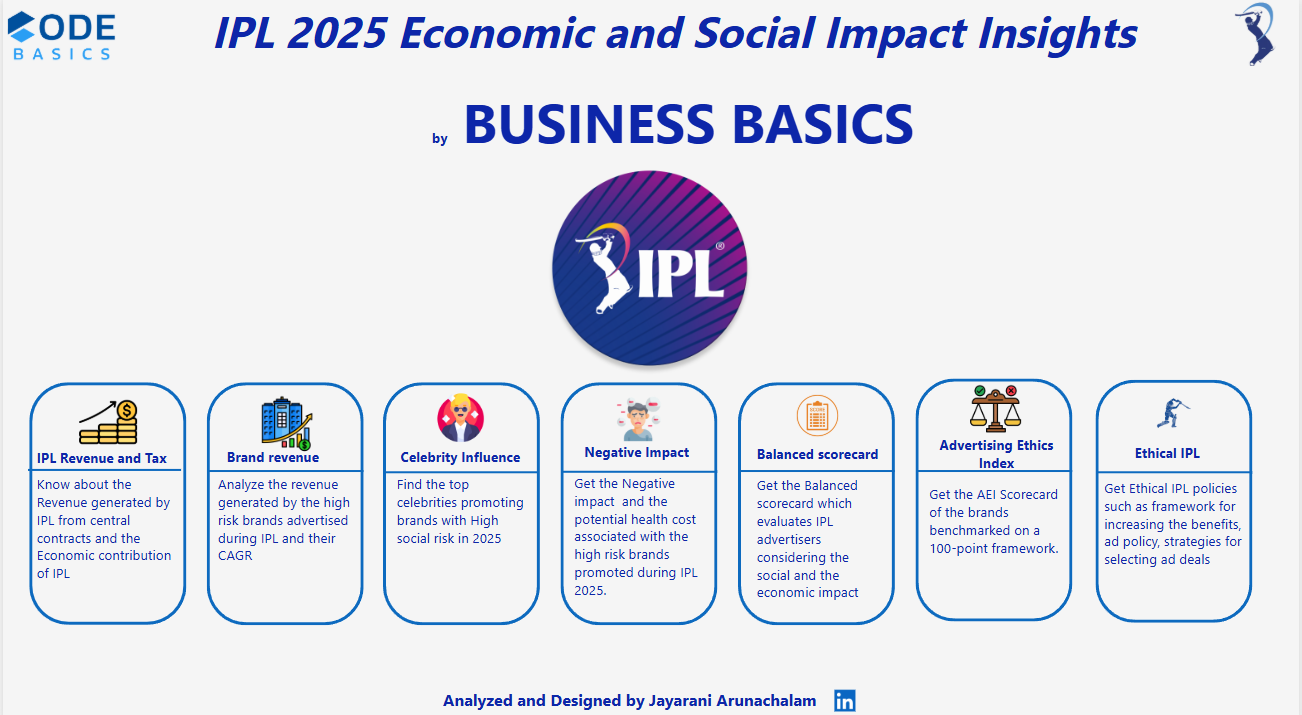 CODE
BASICS
IPL 2025 Economic and Social Impact Insights
by BUSINESS BASICS
IPL®
IPL Revenue and Tax
Know about the
Revenue generated by
IPL from central
contracts and the
Economic contribution
of IPL
Brand revenue
Analyze the revenue
generated by the high
risk brands advertised
during IPL and their
CAGR
Celebrity Influence
Find the top
celebrities promoting
brands with High
social risk in 2025
Negative Impact
Get the Negative
impact and the
potential health cost
associated with the
high risk brands
promoted during IPL
2025.
Balanced scorecard
Get the Balanced
scorecard which
evaluates IPL
advertisers
considering the
social and the
economic impact
Advertising Ethics
Index
Get the AEI Scorecard
of the brands
benchmarked on a
100-point framework.
Ethical IPL
Get Ethical IPL policies
such as framework for
increasing the benefits,
ad policy, strategies for
selecting ad deals
Analyzed and Designed by Jayarani Arunachalam in